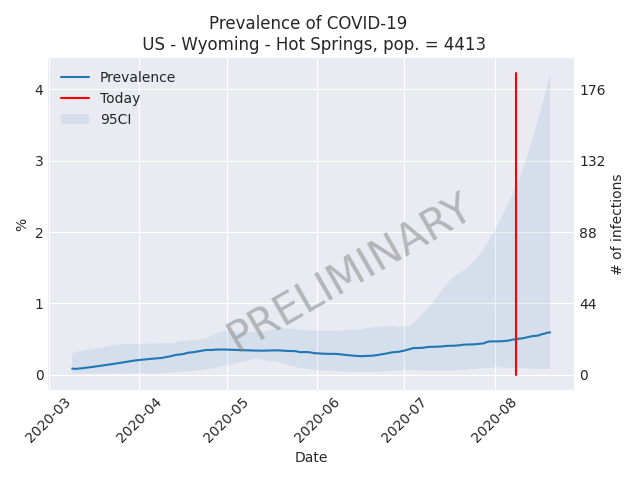 Prevalence of COVID-19
US - Wyoming - Hot Springs, pop. = 4413
Prevalence
Today
95CI
4
3
2
1
0
%
176
132
88
44
0
# of infections
PRELIMINARY
2020-03
2020-04
2020-05
2020-06
2020-07
2020-08
Date